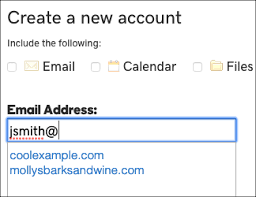 Create a new account
Include the following:
Email Calendar Files
Email Address:
jsmith@
coolexample.com
mollysbarksandwine.com